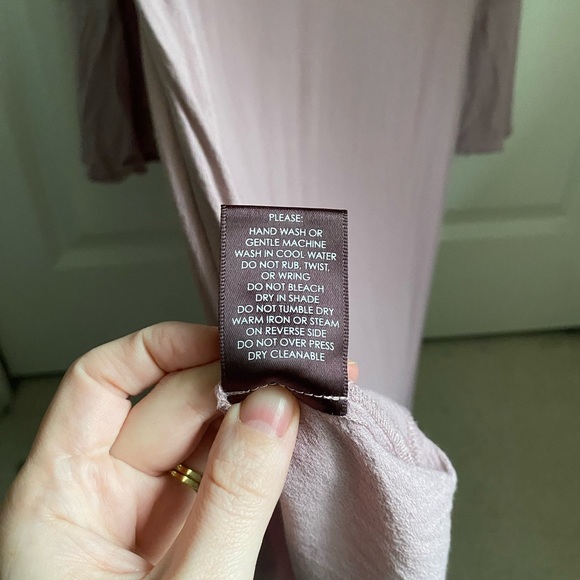 PLEASE:
HAND WASH OR
GENTLE MACHINE
WASH IN COOL WATER
DO NOT RUB, TWIST,
OR WRING
DO NOT BLEACH
DRY IN SHADE
DO NOT TUMBLE DRY
WARM IRON OR STEAM
ON REVERSE SIDE
DO NOT OVER PRESS
DRY CLEANABLE